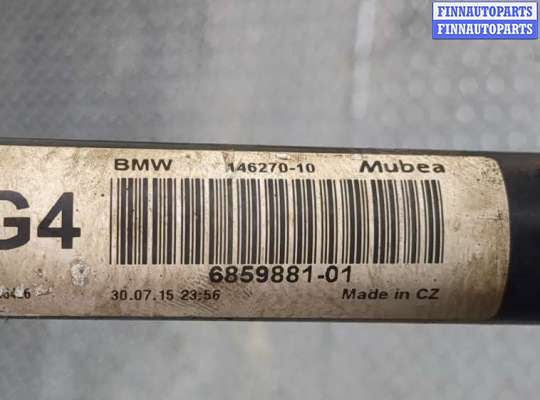 FINNAUTOPARTS
FINNAUTOPARTS
BMW 146270-10 Mubea
G4
6859881-01
30.07.15 23:56 Made in CZ